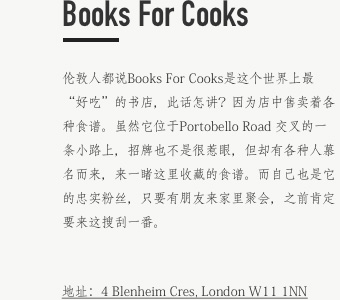 Books For Cooks
伦敦人都说Books For Cooks是这个世界上最
“好吃”的书店，此话怎讲？因为店中售卖着各
种食谱。虽然它位于Portobello Road 交叉的一
条小路上，招牌也不是很惹眼，但却有各种人慕
名而来，来一睹这里收藏的食谱。而自己也是它
的忠实粉丝，只要有朋友来家里聚会，之前肯定
要来这搜刮一番。
地址：4 Blenheim Cres, London W11 1NN